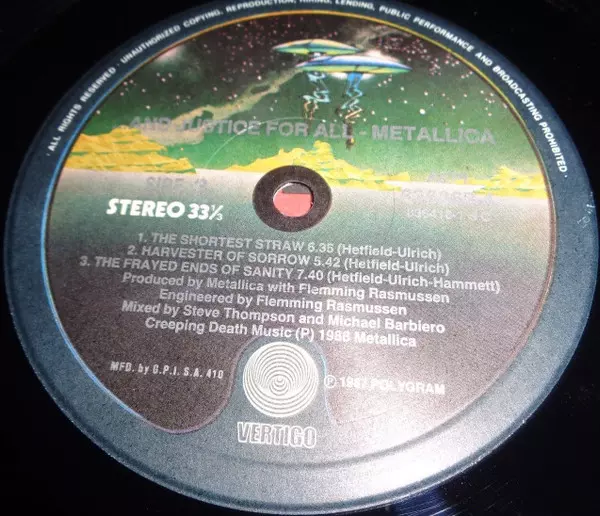 · ALL RIGHTS RESERVED · UNAUTHORIZED COPYING, REPRODUCTION, HIRING, LENDING, PUBLIC PERFORMANCE AND BROADCASTING PROHIBITED.
AND JUSTICE FOR ALL - METALLICA
SIDE
STEREO 33⅓
1. THE SHORTEST STRAW 6.35 (Hetfield-Ulrich)
2. HARVESTER OF SORROW 5.42 (Hetfield-Ulrich)
3. THE FRAYED ENDS OF SANITY 7.40 (Hetfield-Ulrich-Hammett)
Produced by Metallica with Flemming Rasmussen
Engineered by Flemming Rasmussen
Mixed by Steve Thompson and Michael Barbiero
Creeping Death Music (P) 1988 Metallica
MFD. by G.P.I. S.A. 410
℗ 1987 POLYGRAM
VERTIGO